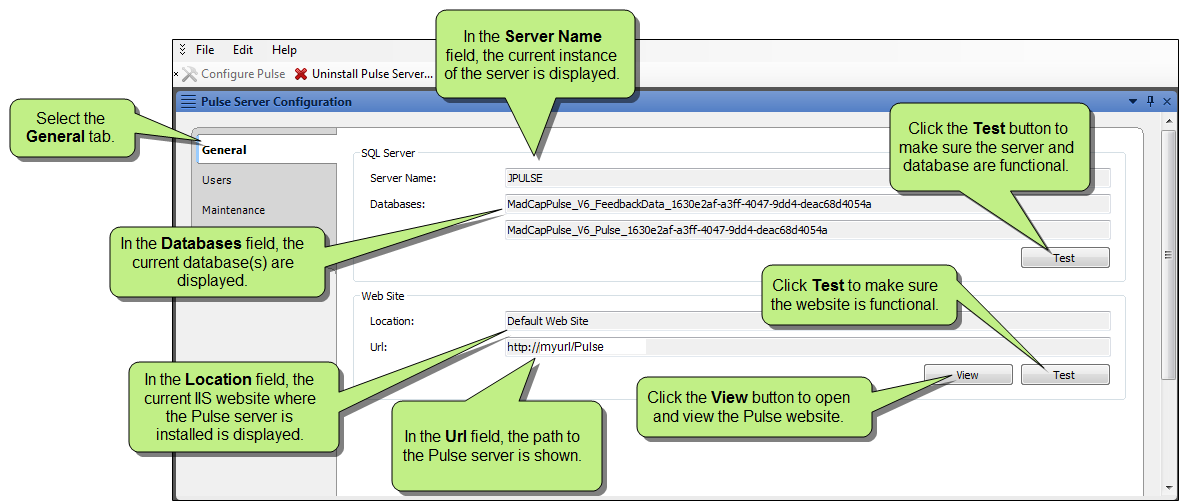 In the Server Name
field, the current instance
of the server is displayed.
File Edit Help
Configure Pulse Uninstall Pulse Server...
Pulse Server Configuration
Select the
General tab.
Click the Test button to
make sure the server and
database are functional.
General
Users
Maintenance
SQL Server
Server Name: JPULSE
Databases: MadCapPulse_V6_FeedbackData_1630e2af-a3ff-4047-9dd4-deac68d4054a
MadCapPulse_V6_Pulse_1630e2af-a3ff-4047-9dd4-deac68d4054a
Test
In the Databases field, the
current database(s) are
displayed.
Click Test to make sure
the website is functional.
Web Site
Location: Default Web Site
Url: http://myurl/Pulse
View Test
In the Location field, the
current IIS website where
the Pulse server is
installed is displayed.
In the Url field, the path to
the Pulse server is shown.
Click the View button to open
and view the Pulse website.